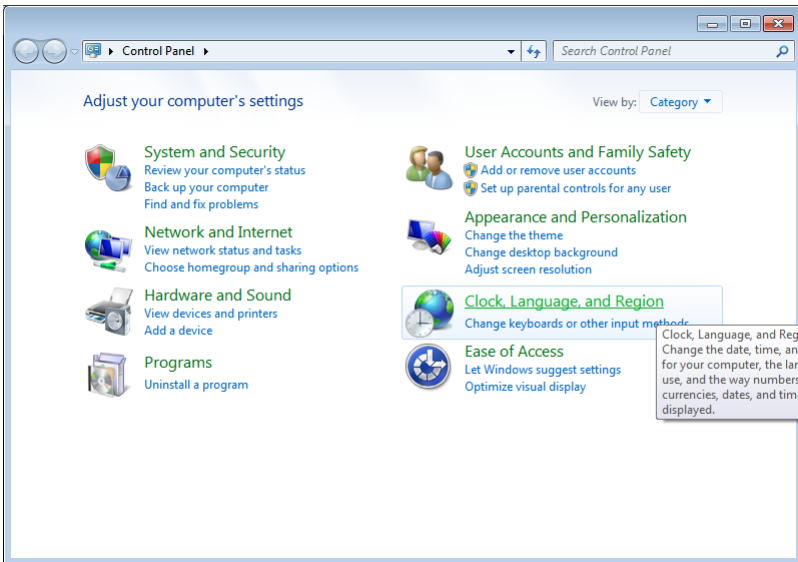 Control Panel
Search Control Panel
Adjust your computer's settings
View by: Category
System and Security
Review your computer's status
Back up your computer
Find and fix problems
Network and Internet
View network status and tasks
Choose homegroup and sharing options
Hardware and Sound
View devices and printers
Add a device
Programs
Uninstall a program
User Accounts and Family Safety
Add or remove user accounts
Set up parental controls for any user
Appearance and Personalization
Change the theme
Change desktop background
Adjust screen resolution
Clock, Language, and Region
Change keyboards or other input methods
Ease of Access
Let Windows suggest settings
Optimize visual display
Clock, Language, and Reg
Change the date, time, an
for your computer, the lan
use, and the way numbers
currencies, dates, and tim
displayed.